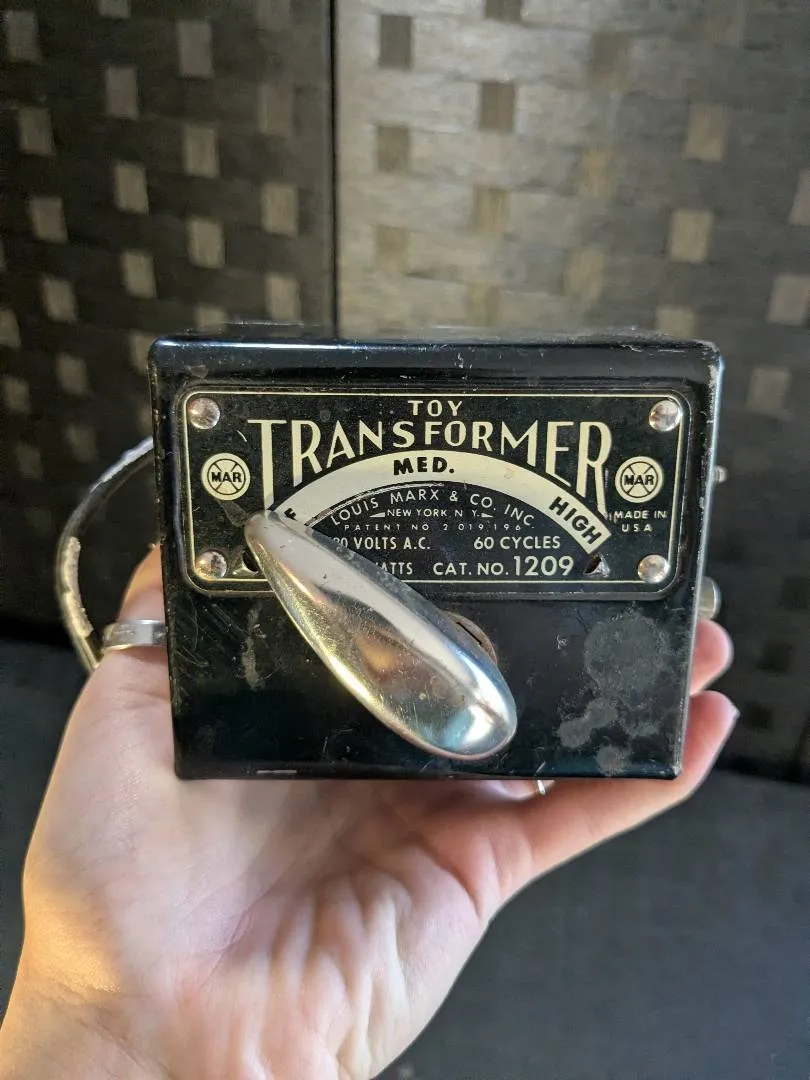 TOY
TRANSFORMER
MAR
MED.
MAR
HIGH
LOUIS MARX & CO. INC.
NEW YORK N.Y.
PATENT NO. 2 019 196
MADE IN
U S A
VOLTS A.C. 60 CYCLES
CAT. NO. 1209